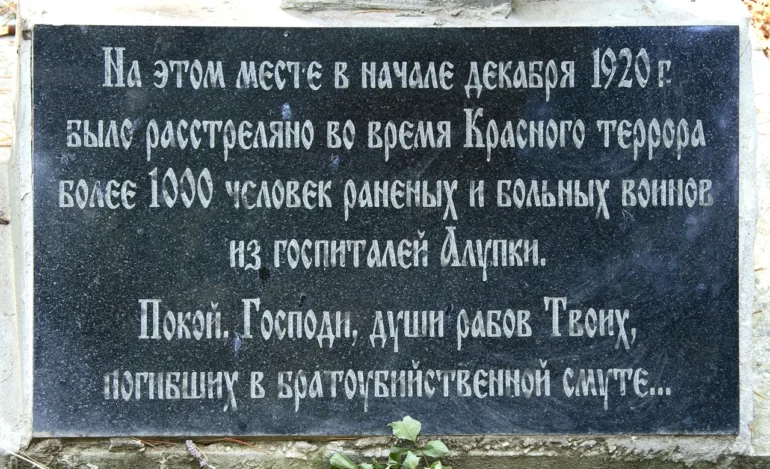 На этом месте в начале декабря 1920 г.
было расстреляно во время Красного террора
более 1000 человек раненых и больных воинов
из госпиталей Алупки.
Покой. Господи, души рабов Твоих,
погибших в братоубийственной смуте...